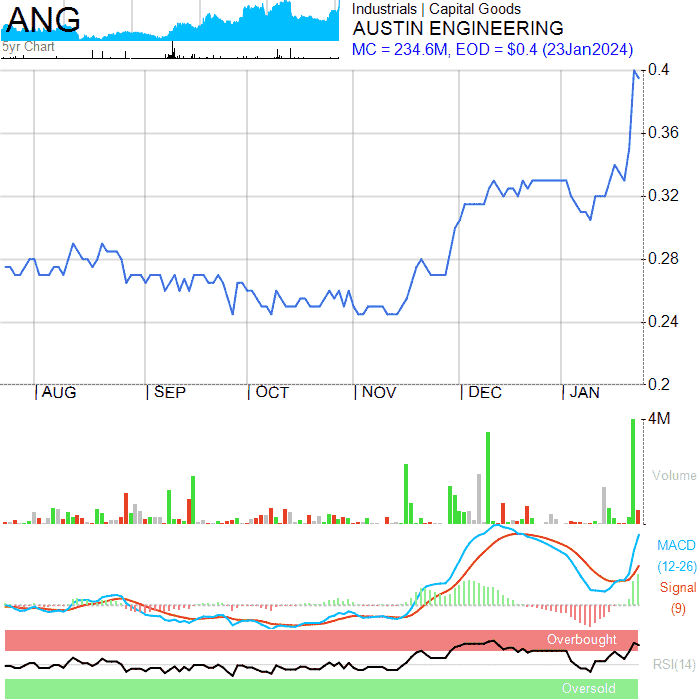 ANG
5yr Chart
Industrials | Capital Goods
AUSTIN ENGINEERING
MC = 234.6M, EOD = $0.4 (23Jan2024)
0.4
0.36
0.32
0.28
0.24
0.2
AUG SEP OCT NOV DEC JAN
4M
Volume
MACD
(12-26)
Signal
(9)
Overbought
RSI(14)
Oversold